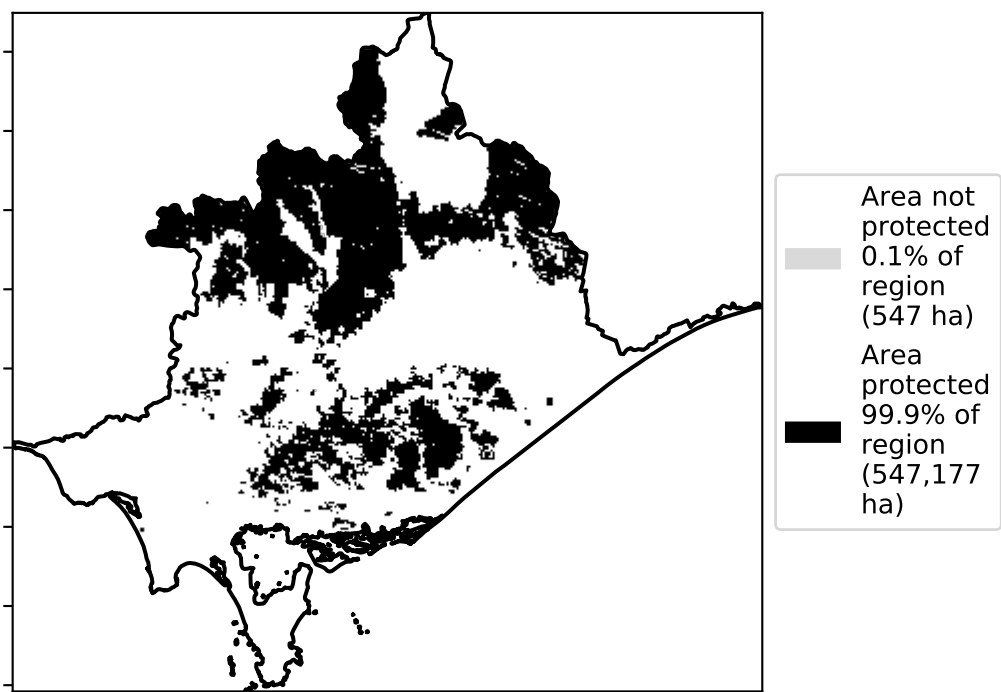 Area not
protected
0.1% of
region
(547 ha)
Area
protected
99.9% of
region
(547,177
ha)